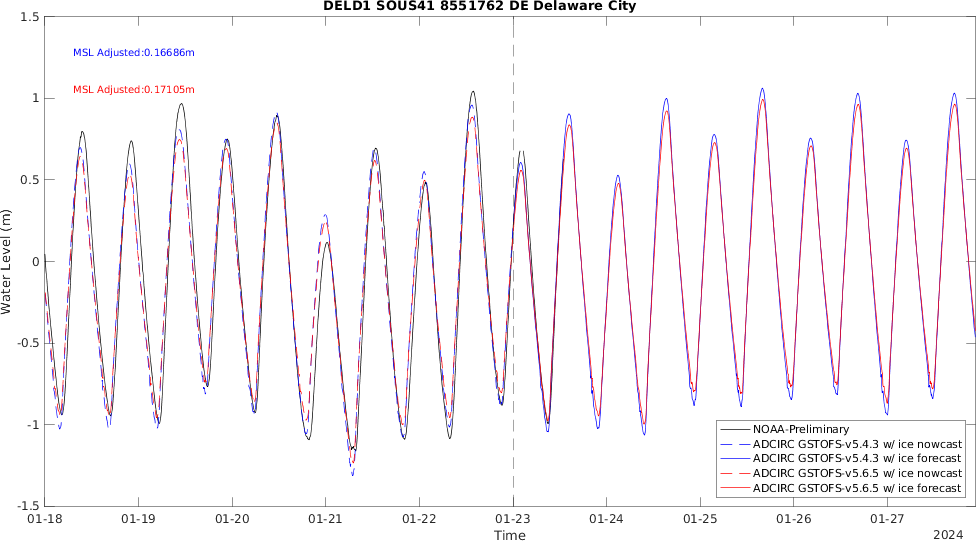 DELD1 SOUS41 8551762 DE Delaware City
MSL Adjusted:0.16686m
MSL Adjusted:0.17105m
Water Level (m)
1.5
1
0.5
0
-0.5
-1
-1.5
NOAA-Preliminary
ADCIRC GSTOFS-v5.4.3 w/ ice nowcast
ADCIRC GSTOFS-v5.4.3 w/ ice forecast
ADCIRC GSTOFS-v5.6.5 w/ ice nowcast
ADCIRC GSTOFS-v5.6.5 w/ ice forecast
01-18 01-19 01-20 01-21 01-22 01-23 01-24 01-25 01-26 01-27
Time
2024